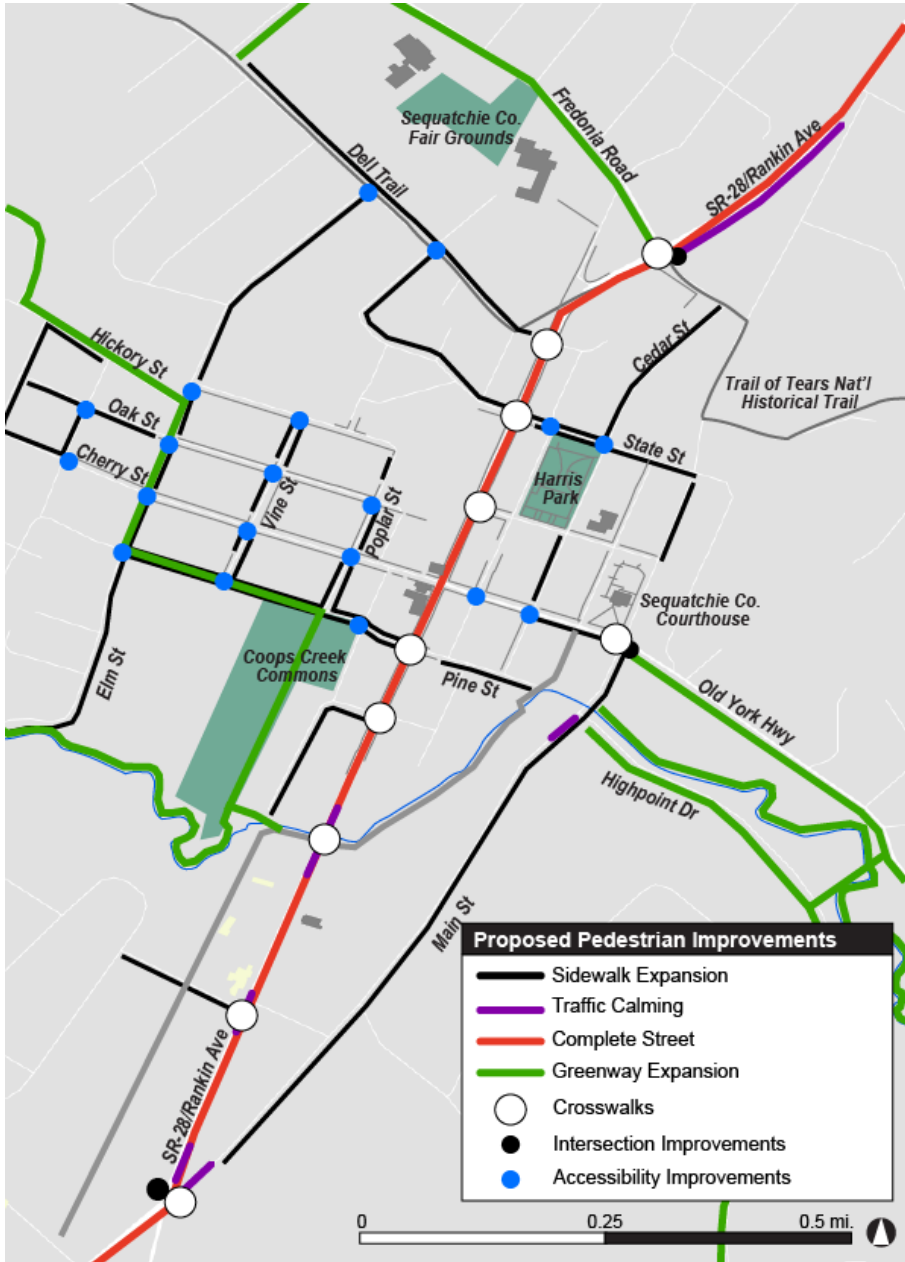 Sequatchie Co.
Fair Grounds
Fredonia Road
SR-28/Rankin Ave
Dell Trail
Cedar St
Hickory St
Trail of Tears Nat'l
Historical Trail
Oak St
State St
Cherry St
Harris
Park
Vine St
Poplar St
Sequatchie Co.
Courthouse
Elm St
Coops Creek
Commons
Pine St
Old York Hwy
Highpoint Dr
Main St
SR-28/Rankin Ave
Proposed Pedestrian Improvements
Sidewalk Expansion
Traffic Calming
Complete Street
Greenway Expansion
Crosswalks
Intersection Improvements
Accessibility Improvements
0 0.25 0.5 mi.